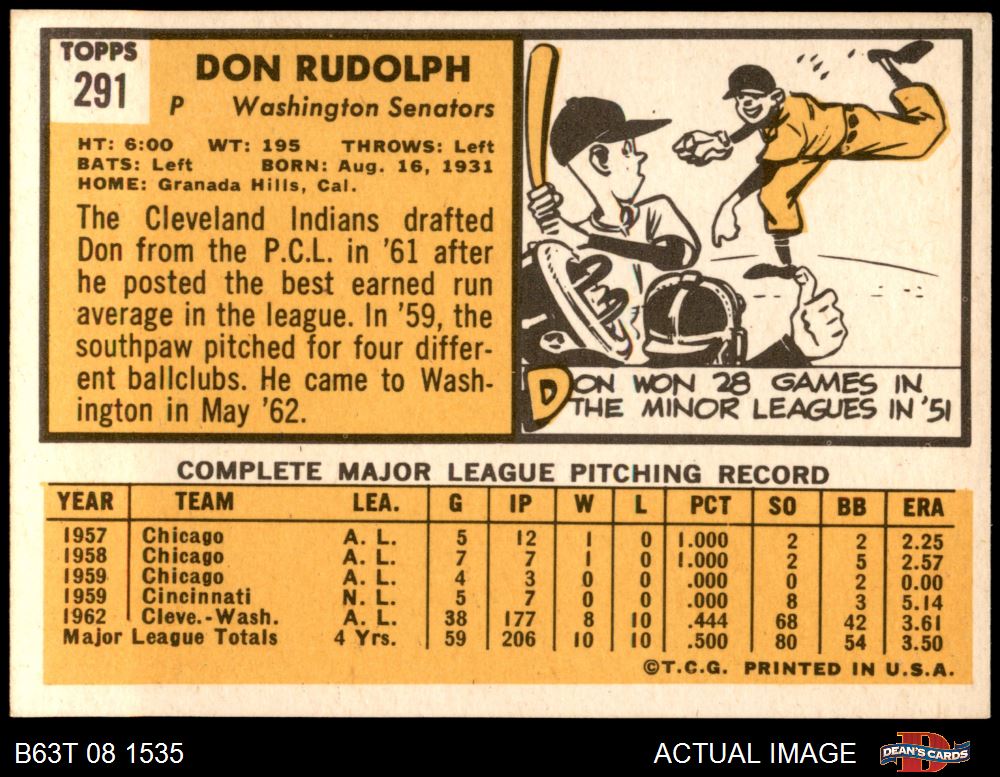 TOPPS
291
DON RUDOLPH
P Washington Senators
HT: 6:00 WT: 195 THROWS: Left
BATS: Left BORN: Aug. 16, 1931
HOME: Granada Hills, Cal.
The Cleveland Indians drafted
Don from the P.C.L. in '61 after
he posted the best earned run
average in the league. In '59, the
southpaw pitched for four differ-
ent ballclubs. He came to Wash-
ington in May '62.
DON WON 28 GAMES IN
THE MINOR LEAGUES IN '51
COMPLETE MAJOR LEAGUE PITCHING RECORD
YEAR TEAM LEA. G IP W L PCT SO BB ERA
1957 Chicago A. L. 5 12 1 0 1.000 2 2 2.25
1958 Chicago A. L. 7 7 1 0 1.000 2 5 2.57
1959 Chicago A. L. 4 3 0 0 .000 0 2 0.00
1959 Cincinnati N. L. 5 7 0 0 .000 8 3 5.14
1962 Cleve.-Wash. A. L. 38 177 8 10 .444 68 42 3.61
Major League Totals 4 Yrs. 59 206 10 10 .500 80 54 3.50
©T.C.G. PRINTED IN U.S.A.
B63T 08 1535
ACTUAL IMAGE
DEAN'S CARDS